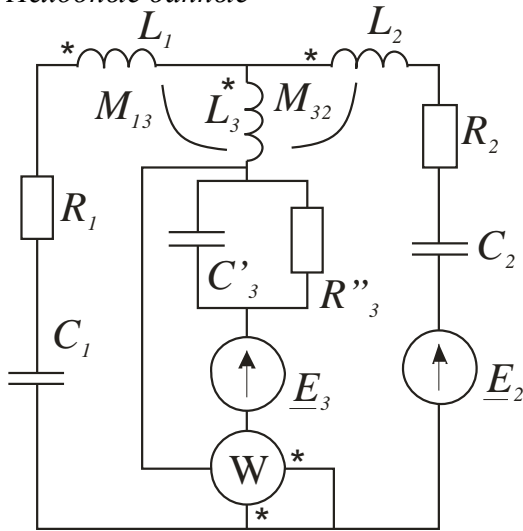 Исходные данные
* L₁ * L₂
* L₃
M₁₃ M₃₂
R₁ R₂
C'₃ R''₃ C₂
C₁
E₃ E₂
W *
*